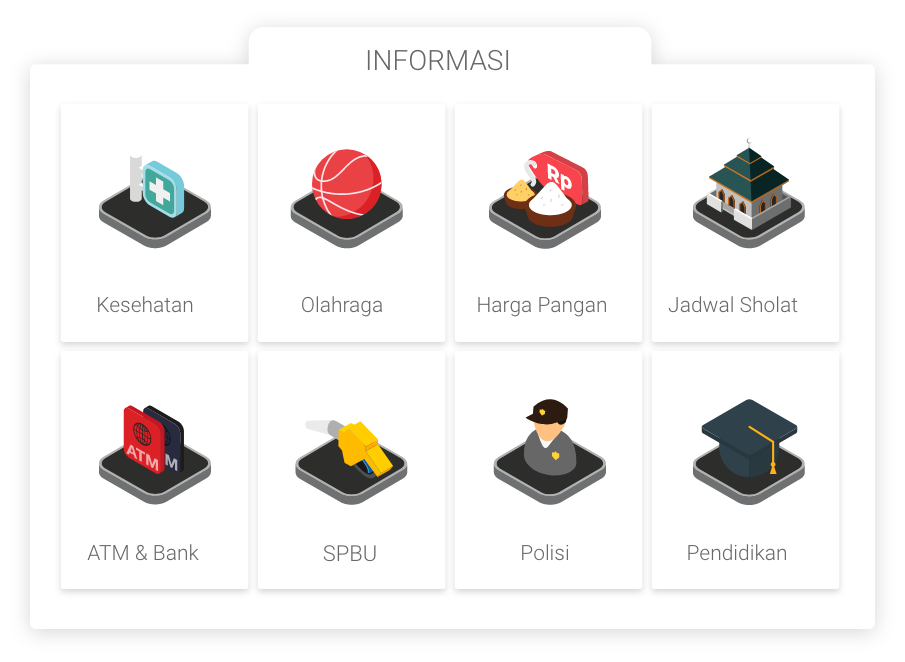 INFORMASI
Rp
Kesehatan
Olahraga
Harga Pangan
Jadwal Sholat
ATM
M
ATM & Bank
SPBU
Polisi
Pendidikan